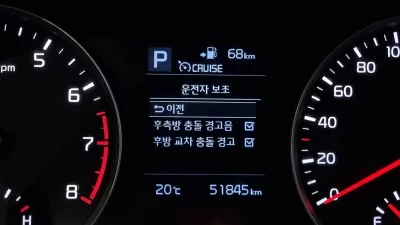 P 68km
CRUISE
운전자 보조
이전
후측방 충돌 경고음
후방 교차 충돌 경고
20℃ 51845km
pm
5
6
7
8
H
0
20
40
60
80
100